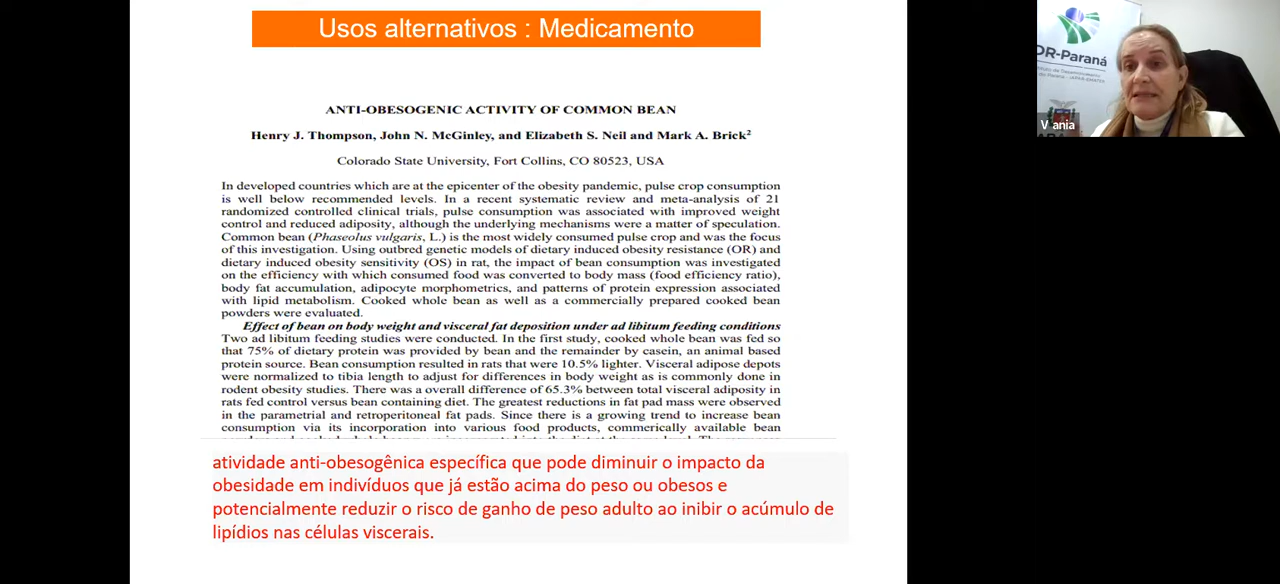 Usos alternativos : Medicamento
ANTI-OBESOGENIC ACTIVITY OF COMMON BEAN
Henry J. Thompson, John N. McGinley, and Elizabeth S. Neil and Mark A. Brick²
Colorado State University, Fort Collins, CO 80523, USA
In developed countries which are at the epicenter of the obesity pandemic, pulse crop consumption
is well below recommended levels. In a recent systematic review and meta-analysis of 21
randomized controlled clinical trials, pulse consumption was associated with improved weight
control and reduced adiposity, although the underlying mechanisms were a matter of speculation.
Common bean (Phaseolus vulgaris, L.) is the most widely consumed pulse crop and was the focus
of this investigation. Using outbred genetic models of dietary induced obesity resistance (OR) and
dietary induced obesity sensitivity (OS) in rat, the impact of bean consumption was investigated
on the efficiency with which consumed food was converted to body mass (food efficiency ratio),
body fat accumulation, adipocyte morphometrics, and patterns of protein expression associated
with lipid metabolism. Cooked whole bean as well as a commercially prepared cooked bean
powders were evaluated.
Effect of bean on body weight and visceral fat deposition under ad libitum feeding conditions
Two ad libitum feeding studies were conducted. In the first study, cooked whole bean was fed so
that 75% of dietary protein was provided by bean and the remainder by casein, an animal based
protein source. Bean consumption resulted in rats that were 10.5% lighter. Visceral adipose depots
were normalized to tibia length to adjust for differences in body weight as is commonly done in
rodent obesity studies. There was a overall difference of 65.3% between total visceral adiposity in
rats fed control versus bean containing diet. The greatest reductions in fat pad mass were observed
in the parametrial and retroperitoneal fat pads. Since there is a growing trend to increase bean
consumption via its incorporation into various food products, commerically available bean
atividade anti-obesogênica específica que pode diminuir o impacto da
obesidade em indivíduos que já estão acima do peso ou obesos e
potencialmente reduzir o risco de ganho de peso adulto ao inibir o acúmulo de
lipídios nas células viscerais.
DR-Paraná
V ania